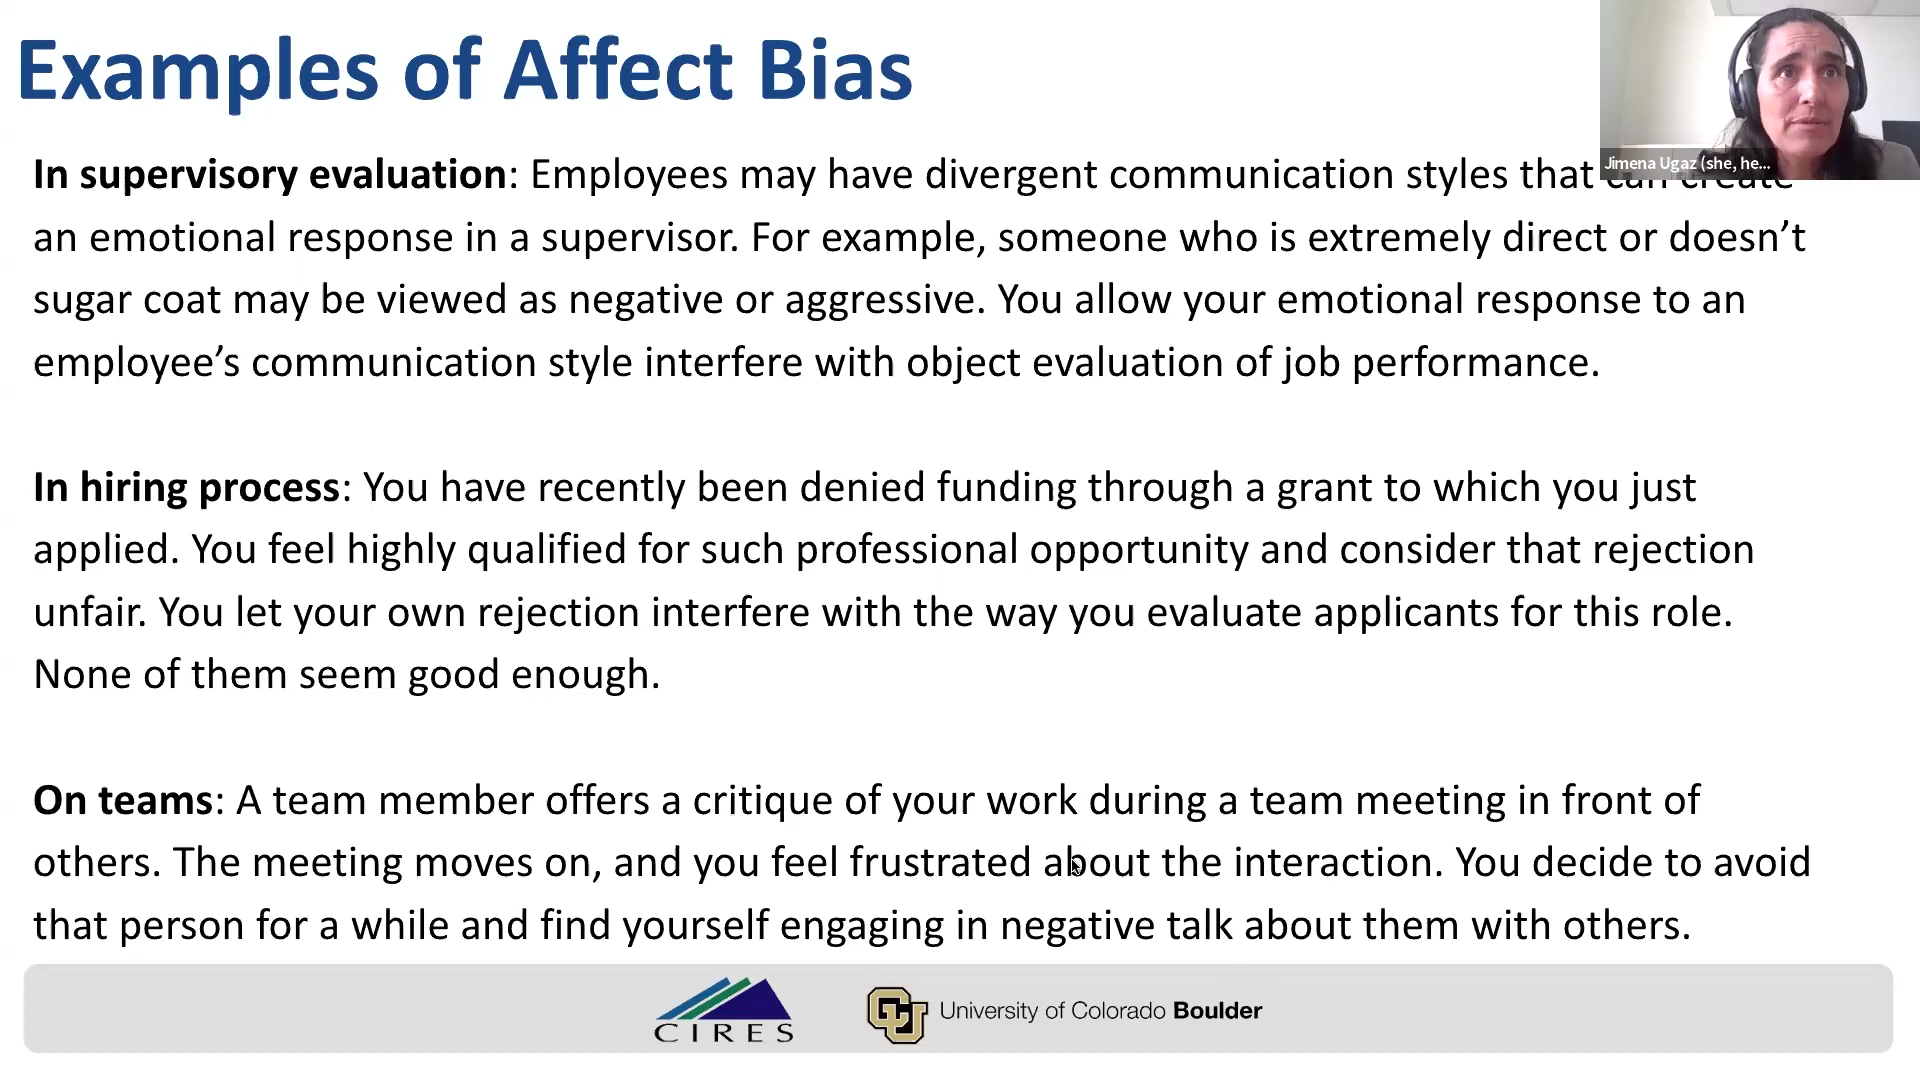 Examples of Affect Bias
Jimena Ugaz (she, he...
In supervisory evaluation: Employees may have divergent communication styles that can create
an emotional response in a supervisor. For example, someone who is extremely direct or doesn’t
sugar coat may be viewed as negative or aggressive. You allow your emotional response to an
employee’s communication style interfere with object evaluation of job performance.
In hiring process: You have recently been denied funding through a grant to which you just
applied. You feel highly qualified for such professional opportunity and consider that rejection
unfair. You let your own rejection interfere with the way you evaluate applicants for this role.
None of them seem good enough.
On teams: A team member offers a critique of your work during a team meeting in front of
others. The meeting moves on, and you feel frustrated about the interaction. You decide to avoid
that person for a while and find yourself engaging in negative talk about them with others.
CIRES
CU University of Colorado Boulder